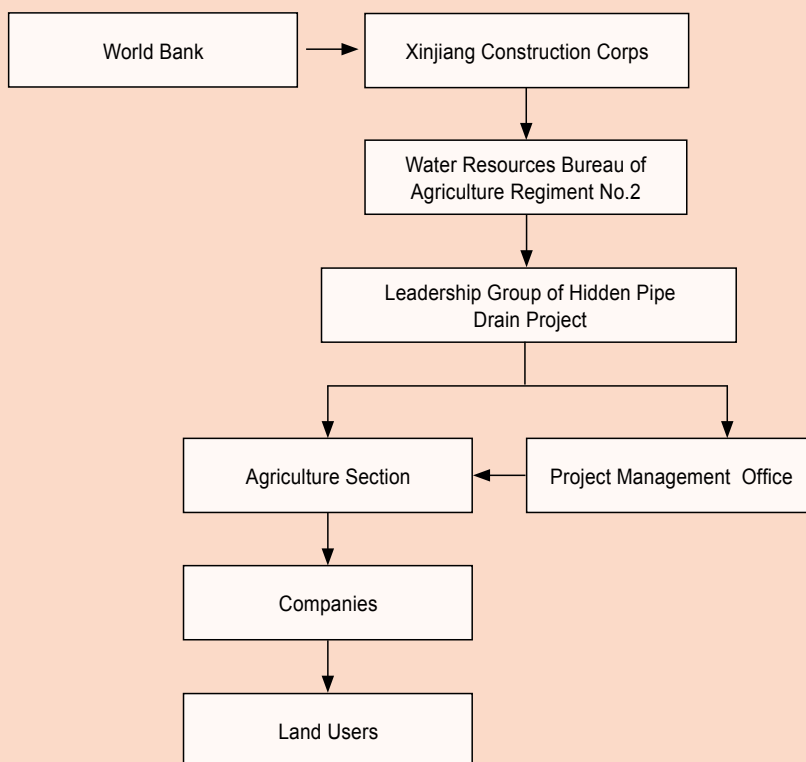 World Bank
Xinjiang Construction Corps
Water Resources Bureau of
Agriculture Regiment No.2
Leadership Group of Hidden Pipe
Drain Project
Agriculture Section
Project Management Office
Companies
Land Users